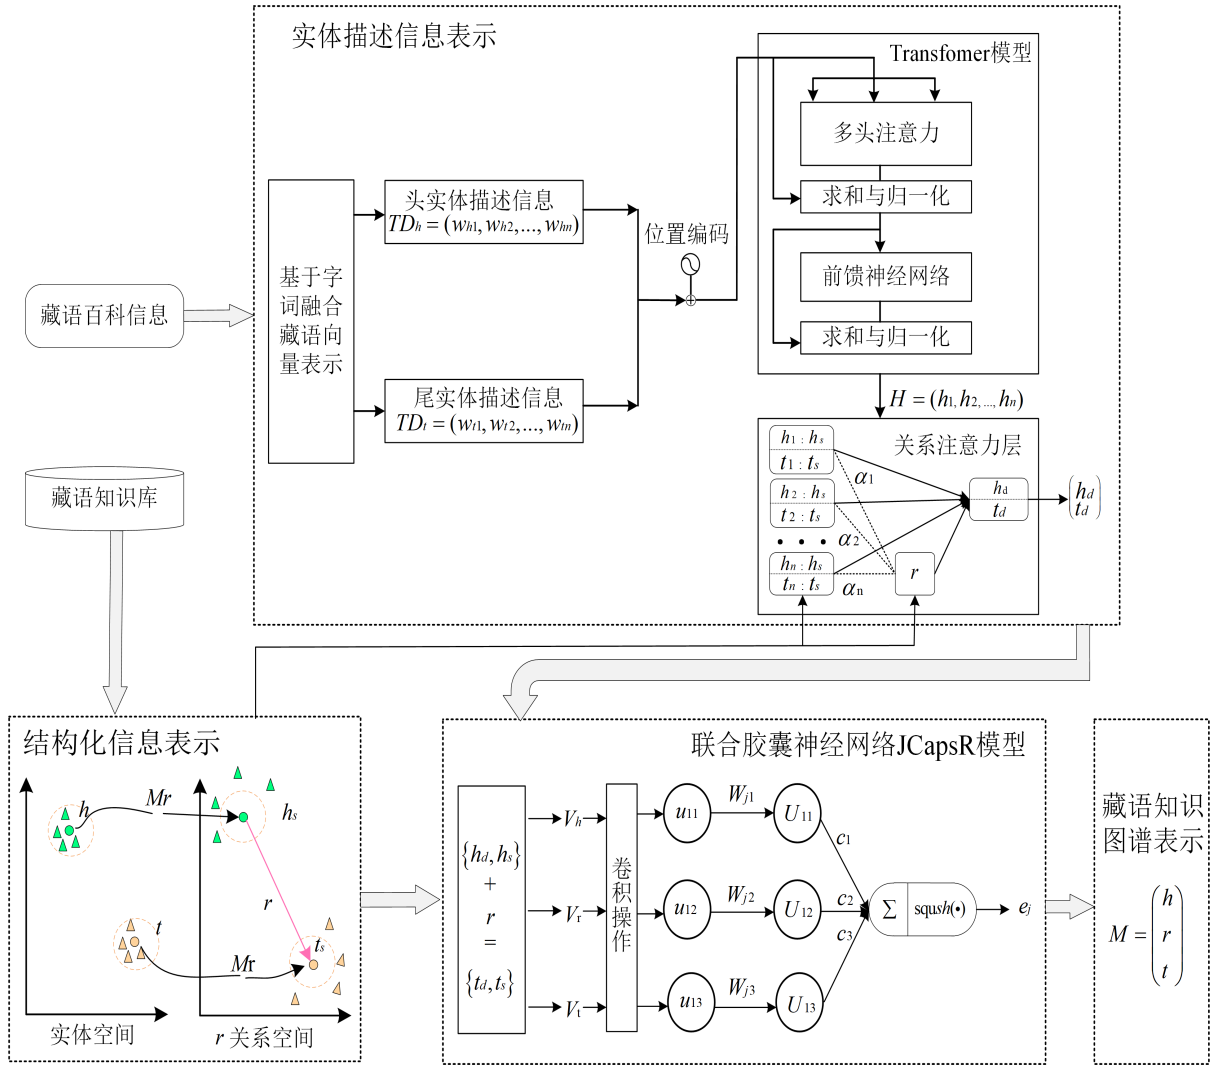 实体描述信息表示
Transfomer模型
多头注意力
求和与归一化
前馈神经网络
求和与归一化
头实体描述信息
TDh = (wh1, wh2,..., whn)
位置编码
基于字
词融合
藏语向
量表示
藏语百科信息
尾实体描述信息
TDt = (wt1, wt2,..., wtn)
H = (h1, h2, ..., hn)
关系注意力层
h1 : hs
t1 : ts
α1
h2 : hs
t2 : ts
• • •
α2
hn : hs
tn : ts
αn
r
hd
td
(hd
td)
藏语知识库
结构化信息表示
h
Mr
hs
r
t
Mr
ts
实体空间
r 关系空间
联合胶囊神经网络JCapsR模型
{hd, hs}
+
r
=
{td, ts}
Vh
Vr
Vt
卷
积
操
作
u11
Wj1
U11
c1
u12
Wj2
U12
c2
c3
u13
Wj3
U13
∑
sqush(•)
ej
藏语知识
图谱表示
M = (h
r
t)